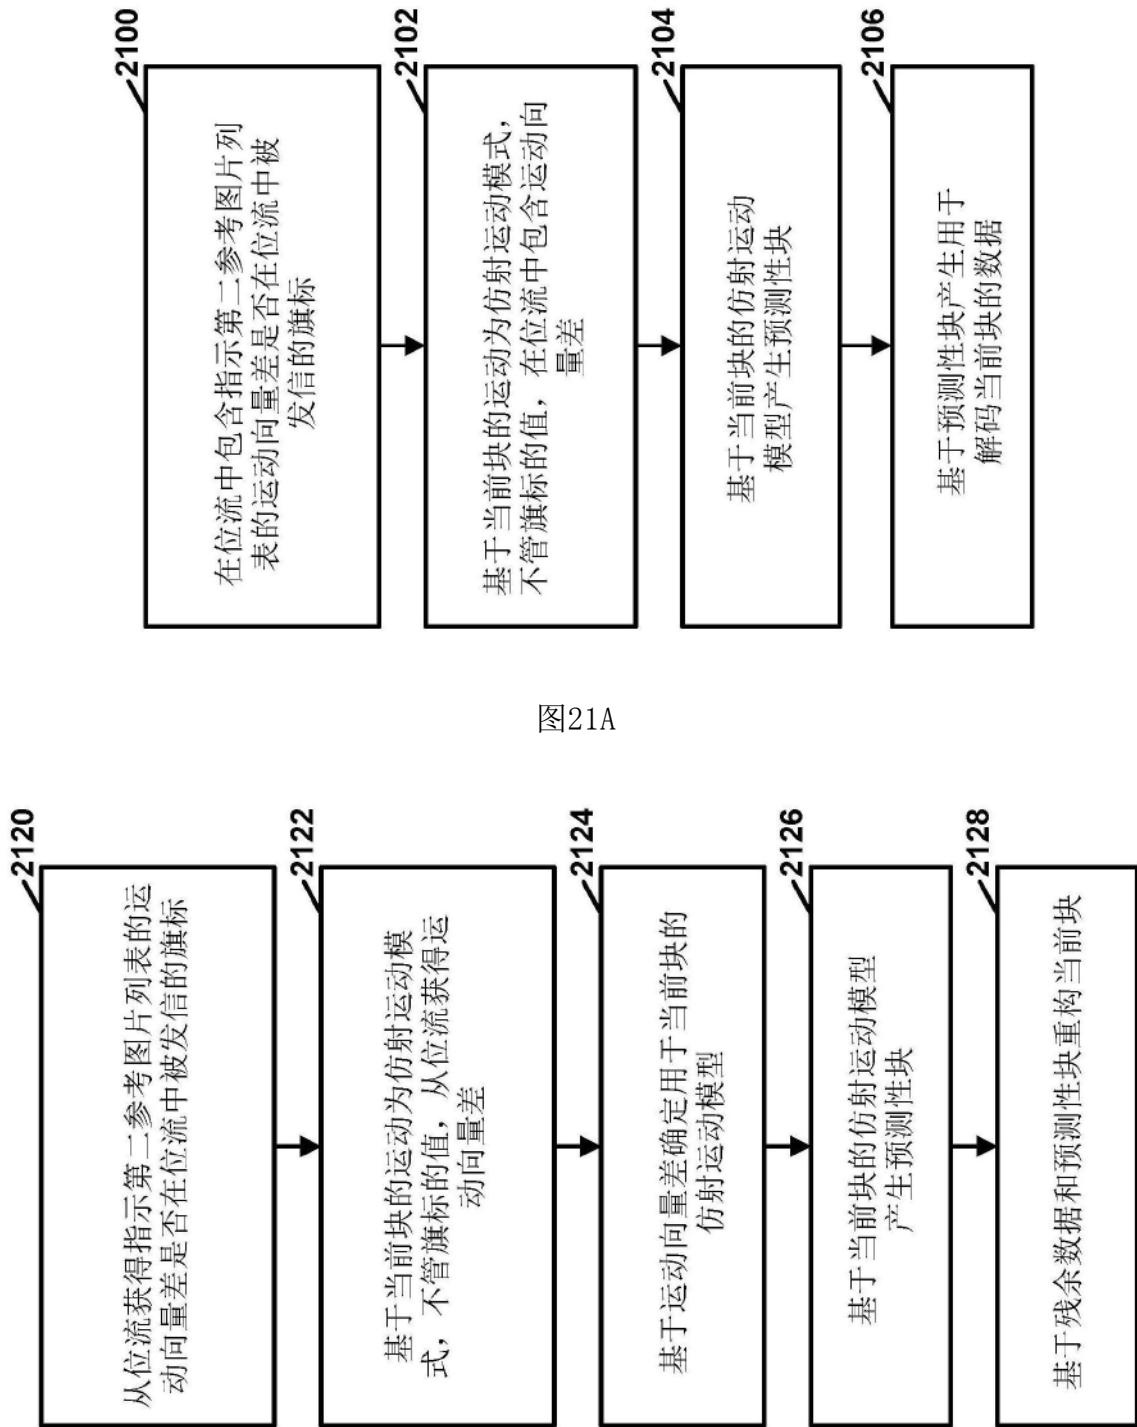 2100
在位流中包含指示第二参考图片列
表的运动向量差是否在位流中被
发信的旗标
2102
基于当前块的运动为仿射运动模式，
不管旗标的值，在位流中包含运动向
量差
2104
基于当前块的仿射运动
模型产生预测性块
2106
基于预测性块产生用于
解码当前块的数据
图21A
2120
从位流获得指示第二参考图片列表的运
动向量差是否在位流中被发信的旗标
2122
基于当前块的运动为仿射运动模
式，不管旗标的值，从位流获得运
动向量差
2124
基于运动向量差确定用于当前块的
仿射运动模型
2126
基于当前块的仿射运动模型
产生预测性块
2128
基于残余数据和预测性块重构当前块